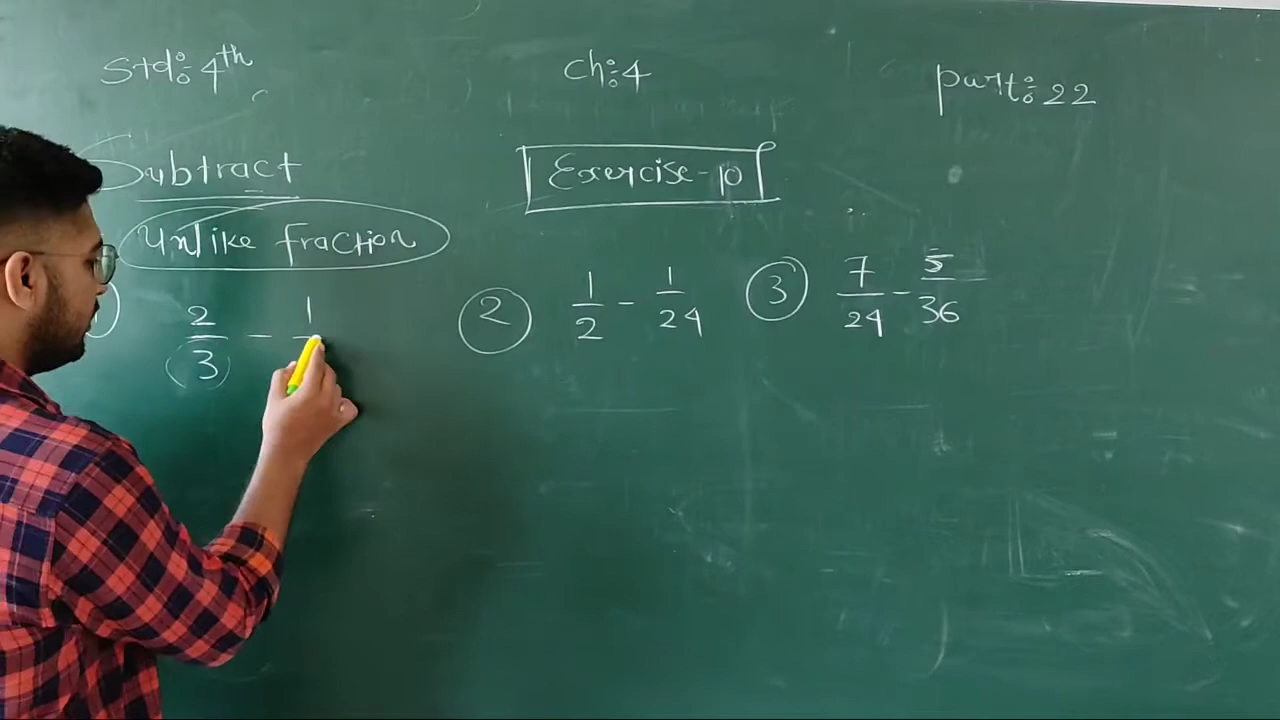 Std:- 4th
ch:- 4
part:- 22
Subtract
Exercise-10
Unlike fraction
2/3 - 1/
② 1/2 - 1/24
③ 7/24 - 5/36